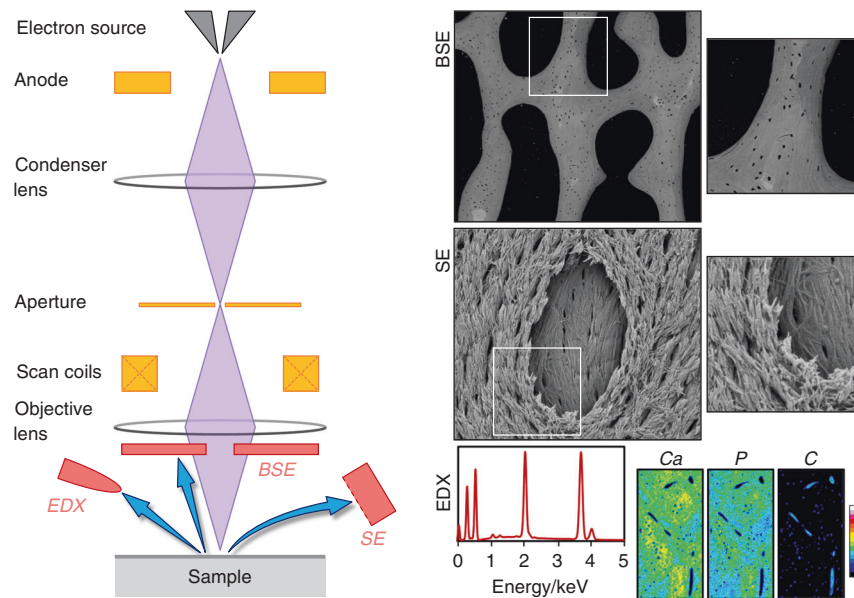 Electron source
Anode
Condenser
lens
Aperture
Scan coils
Objective
lens
BSE
EDX
SE
Sample
BSE
SE
EDX
0 1 2 3 4 5
Energy/keV
Ca P C